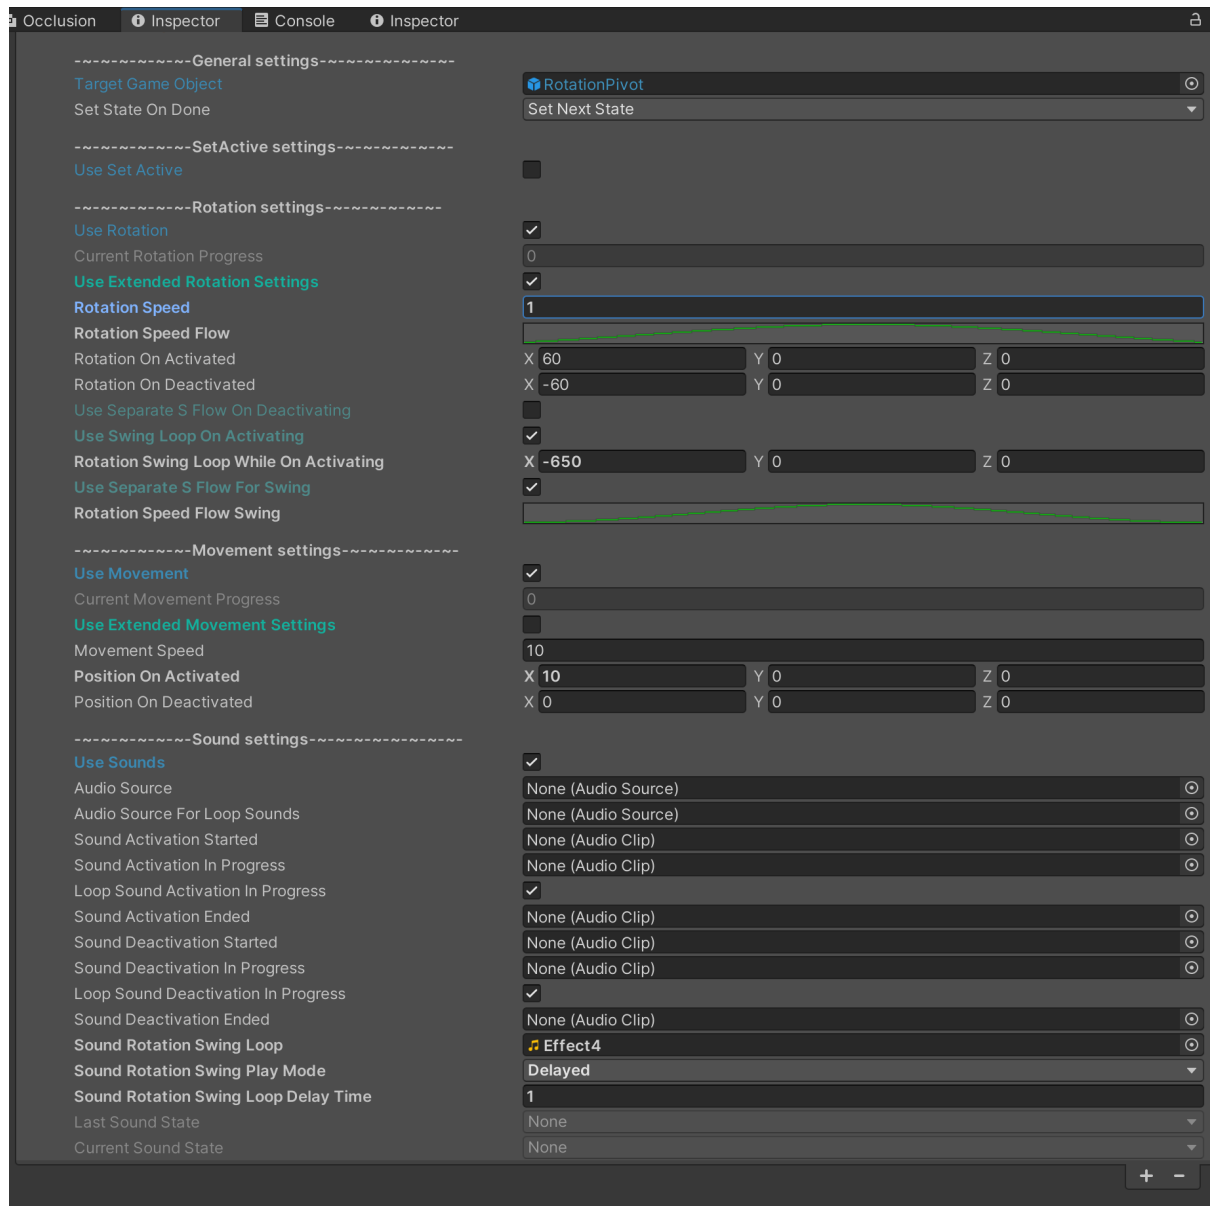 Occlusion Inspector Console Inspector
-~-~-~-~-~-~-General settings-~-~-~-~-~-~-~-~-~-
Target Game Object RotationPivot
Set State On Done Set Next State
-~-~-~-~-~-~-SetActive settings-~-~-~-~-~-~-~-
Use Set Active
-~-~-~-~-~-~-Rotation settings-~-~-~-~-~-~-~-
Use Rotation
Current Rotation Progress 0
Use Extended Rotation Settings
Rotation Speed 1
Rotation Speed Flow
Rotation On Activated X 60 Y 0 Z 0
Rotation On Deactivated X -60 Y 0 Z 0
Use Separate S Flow On Deactivating
Use Swing Loop On Activating
Rotation Swing Loop While On Activating X -650 Y 0 Z 0
Use Separate S Flow For Swing
Rotation Speed Flow Swing
-~-~-~-~-~-~-Movement settings-~-~-~-~-~-~-~-
Use Movement
Current Movement Progress 0
Use Extended Movement Settings
Movement Speed 10
Position On Activated X 10 Y 0 Z 0
Position On Deactivated X 0 Y 0 Z 0
-~-~-~-~-~-~-Sound settings-~-~-~-~-~-~-~-~-~-
Use Sounds
Audio Source None (Audio Source)
Audio Source For Loop Sounds None (Audio Source)
Sound Activation Started None (Audio Clip)
Sound Activation In Progress None (Audio Clip)
Loop Sound Activation In Progress
Sound Activation Ended None (Audio Clip)
Sound Deactivation Started None (Audio Clip)
Sound Deactivation In Progress None (Audio Clip)
Loop Sound Deactivation In Progress
Sound Deactivation Ended None (Audio Clip)
Sound Rotation Swing Loop Effect4
Sound Rotation Swing Play Mode Delayed
Sound Rotation Swing Loop Delay Time 1
Last Sound State None
Current Sound State None
+ −